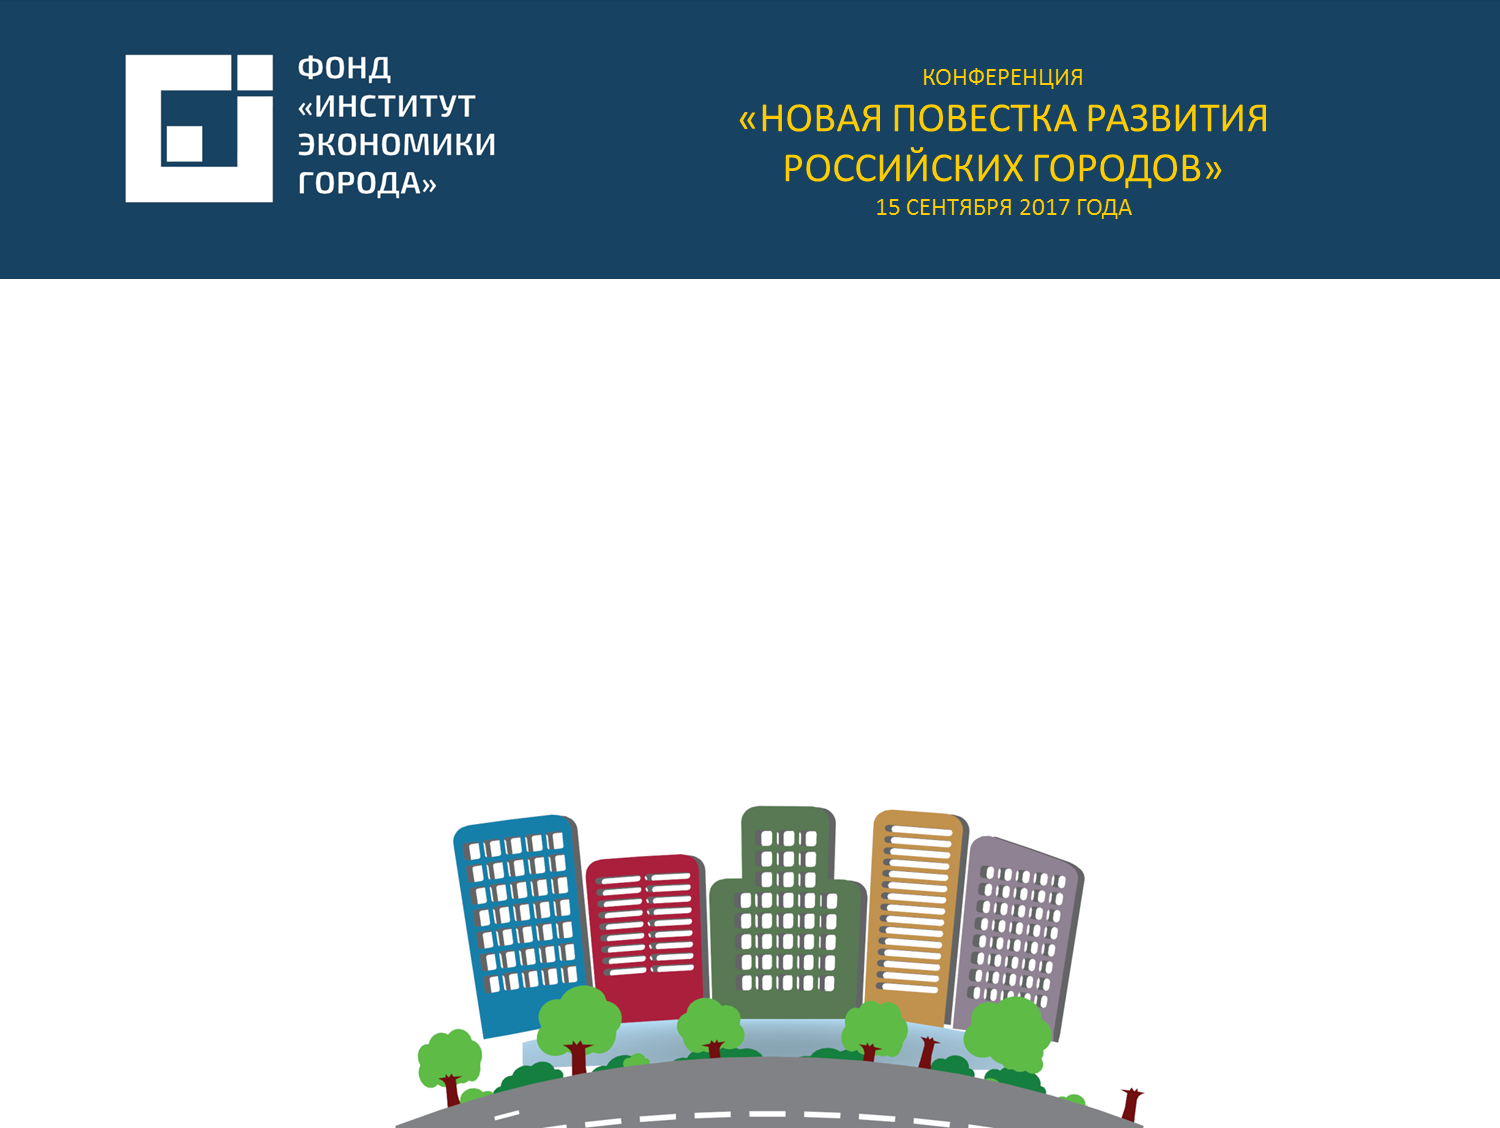 ФОНД
«ИНСТИТУТ
ЭКОНОМИКИ
ГОРОДА»
КОНФЕРЕНЦИЯ
«НОВАЯ ПОВЕСТКА РАЗВИТИЯ
РОССИЙСКИХ ГОРОДОВ»
15 СЕНТЯБРЯ 2017 ГОДА